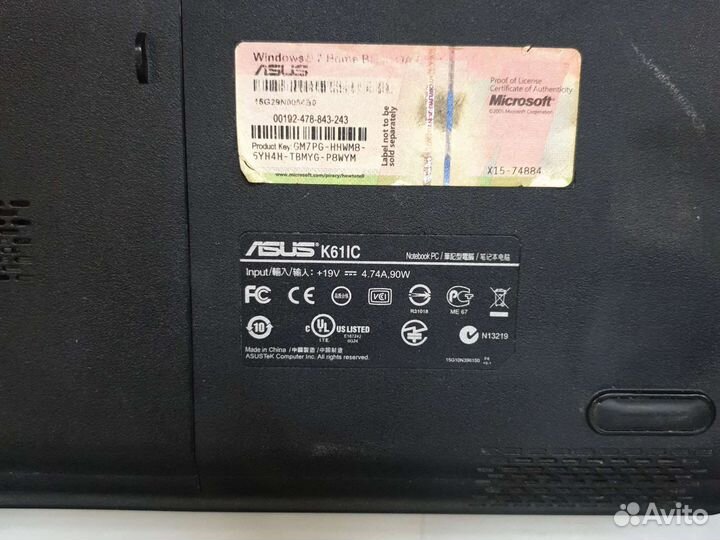 Windows 7 Home
ASUS
00192-478-843-243
Product Key: GM7PG-HHWMB-
5YH4H-TBMYG-P8WYM
www.microsoft.com/piracy/howtotell
Label not to be
sold separately
Proof of License
Certificate of Authenticity
Microsoft
X15-74884
ASUS K61IC
Notebook PC / 筆記型電腦 / 笔记本电脑
Input/輸入/输入: +19V ⎓ 4.74A,90W
FC CE VCI
R31018
ME 67
10 C UL US LISTED
I.T.E.
N13219
Made in China /中國製造 / 中国制造
ASUSTeK Computer Inc. All rights reserved.
Avito